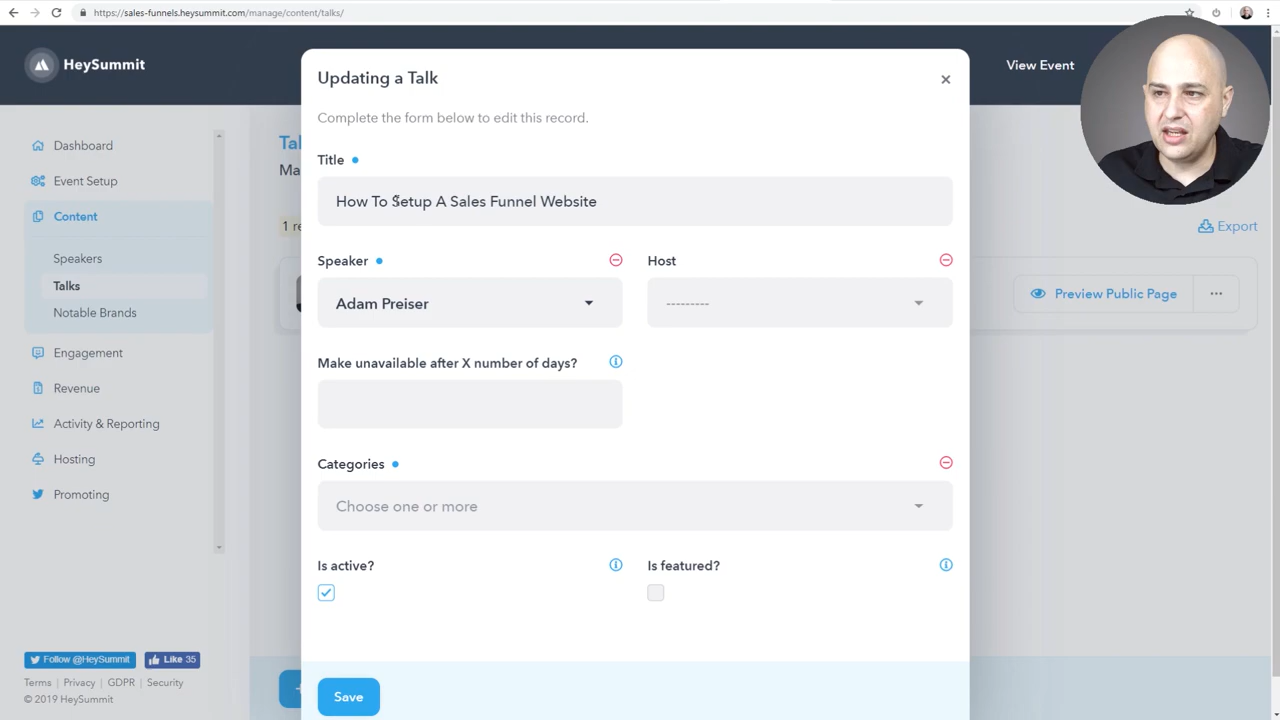 https://sales-funnels.heysummit.com/manage/content/talks/
HeySummit
View Event
Dashboard
Event Setup
Content
Speakers
Talks
Notable Brands
Engagement
Revenue
Activity & Reporting
Hosting
Promoting
Follow @HeySummit
Like 35
Terms | Privacy | GDPR | Security
© 2019 HeySummit
Tal
Ma
1 re
Export
Preview Public Page
Updating a Talk
Complete the form below to edit this record.
Title
How To Setup A Sales Funnel Website
Speaker
Host
Adam Preiser
---------
Make unavailable after X number of days?
Categories
Choose one or more
Is active?
Is featured?
Save